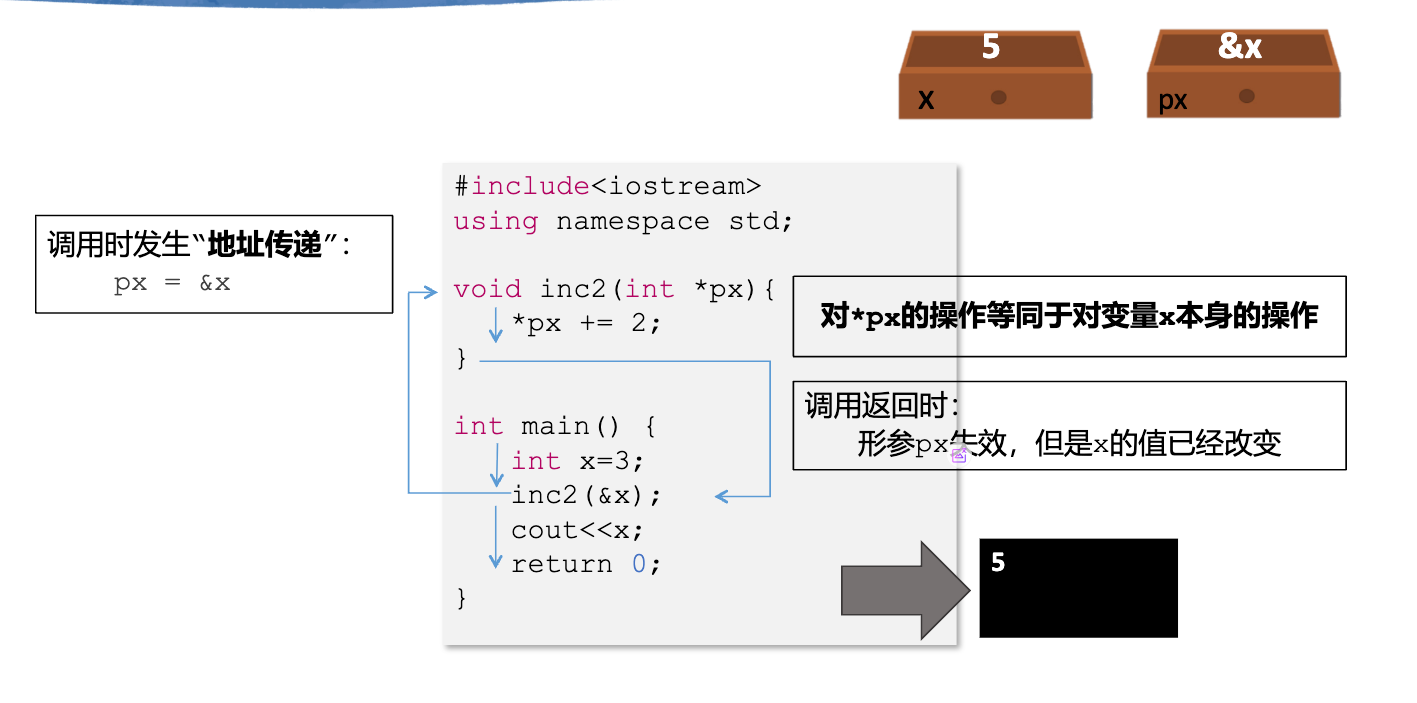 5
&x
x
px
#include<iostream>
using namespace std;
调用时发生“地址传递”：
px = &x
void inc2(int *px){
*px += 2;
}
对*px的操作等同于对变量x本身的操作
调用返回时：
形参px失效，但是x的值已经改变
int main() {
int x=3;
inc2(&x);
cout<<x;
return 0;
}
5